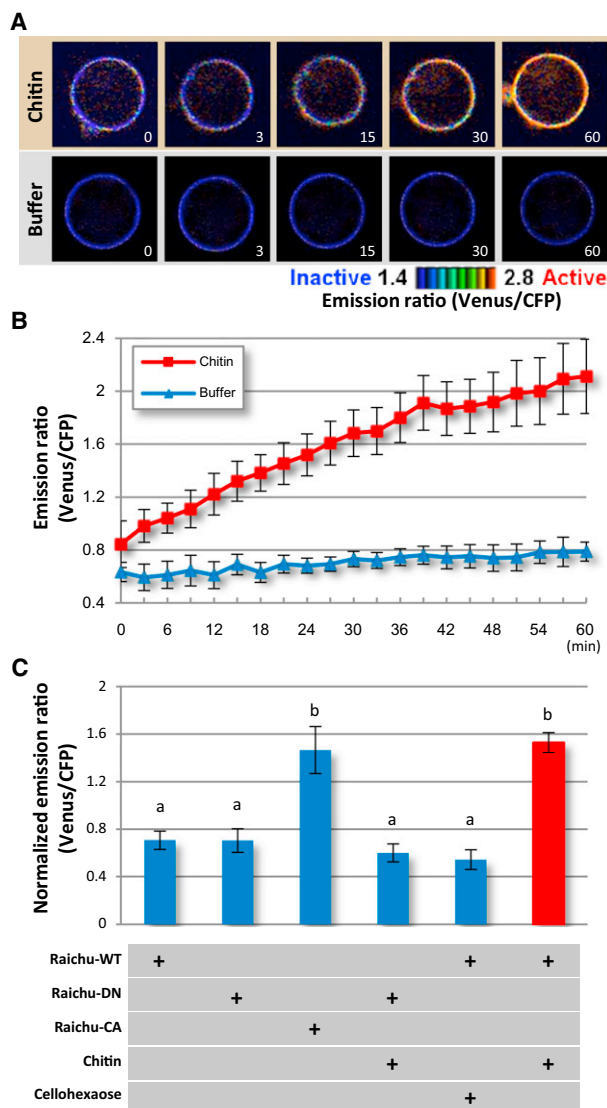 A
Chitin
0 3 15 30 60
Buffer
0 3 15 30 60
Inactive 1.4 2.8 Active
Emission ratio (Venus/CFP)
B
Emission ratio
(Venus/CFP)
2.4
2
1.6
1.2
0.8
0.4
Chitin
Buffer
0 6 12 18 24 30 36 42 48 54 60
(min)
C
Normalized emission ratio
(Venus/CFP)
2
1.6
1.2
0.8
0.4
0
a a b a a b
Raichu-WT + + +
Raichu-DN + +
Raichu-CA +
Chitin + +
Cellohexaose +